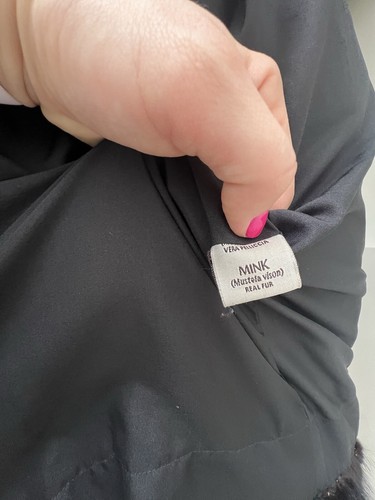 VERA PELLICCIA
MINK
(Mustela vison)
REAL FUR